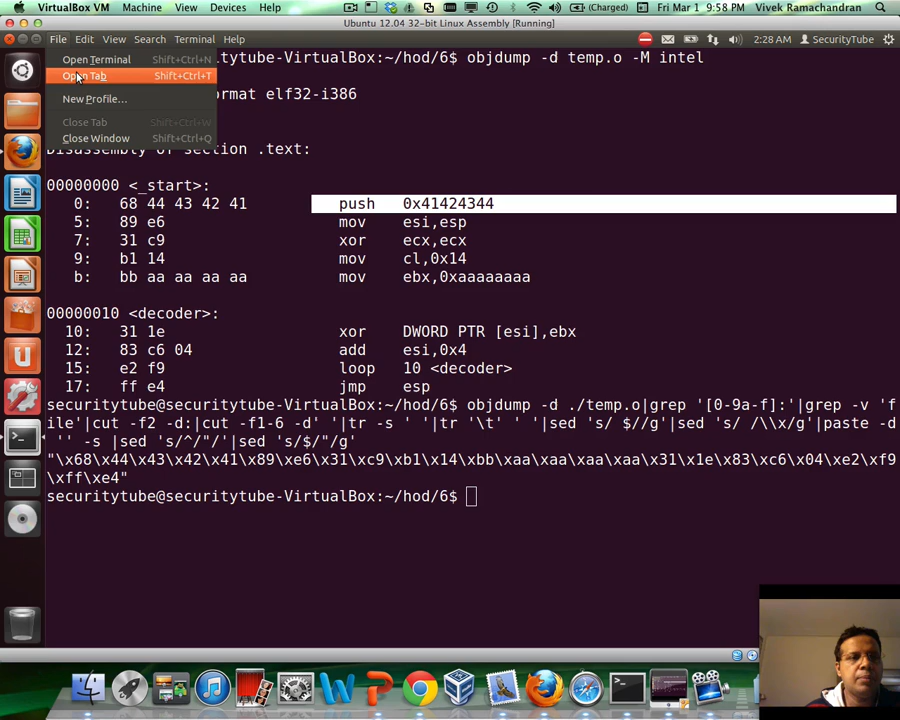 VirtualBox VM Machine View Devices Help (Charged) Fri Mar 1 9:58 PM Vivek Ramachandran
Ubuntu 12.04 32-bit Linux Assembly [Running]
File Edit View Search Terminal Help 2:28 AM SecurityTube
Open Terminal Shift+Ctrl+N
Open Tab Shift+Ctrl+T
New Profile...
Close Tab Shift+Ctrl+W
Close Window Shift+Ctrl+Q
:~/hod/6$ objdump -d temp.o -M intel
ormat elf32-i386
Disassembly of section .text:
00000000 <_start>:
0: 68 44 43 42 41 push 0x41424344
5: 89 e6 mov esi,esp
7: 31 c9 xor ecx,ecx
9: b1 14 mov cl,0x14
b: bb aa aa aa aa mov ebx,0xaaaaaaaa
00000010 <decoder>:
10: 31 1e xor DWORD PTR [esi],ebx
12: 83 c6 04 add esi,0x4
15: e2 f9 loop 10 <decoder>
17: ff e4 jmp esp
securitytube@securitytube-VirtualBox:~/hod/6$ objdump -d ./temp.o|grep '[0-9a-f]:'|grep -v 'f
ile'|cut -f2 -d:|cut -f1-6 -d' '|tr -s ' '|tr '\t' ' '|sed 's/ $//g'|sed 's/ /\\x/g'|paste -d
'' -s |sed 's/^/"/'|sed 's/$/"/g'
"\x68\x44\x43\x42\x41\x89\xe6\x31\xc9\xb1\x14\xbb\xaa\xaa\xaa\xaa\x31\x1e\x83\xc6\x04\xe2\xf9
\xff\xe4"
securitytube@securitytube-VirtualBox:~/hod/6$